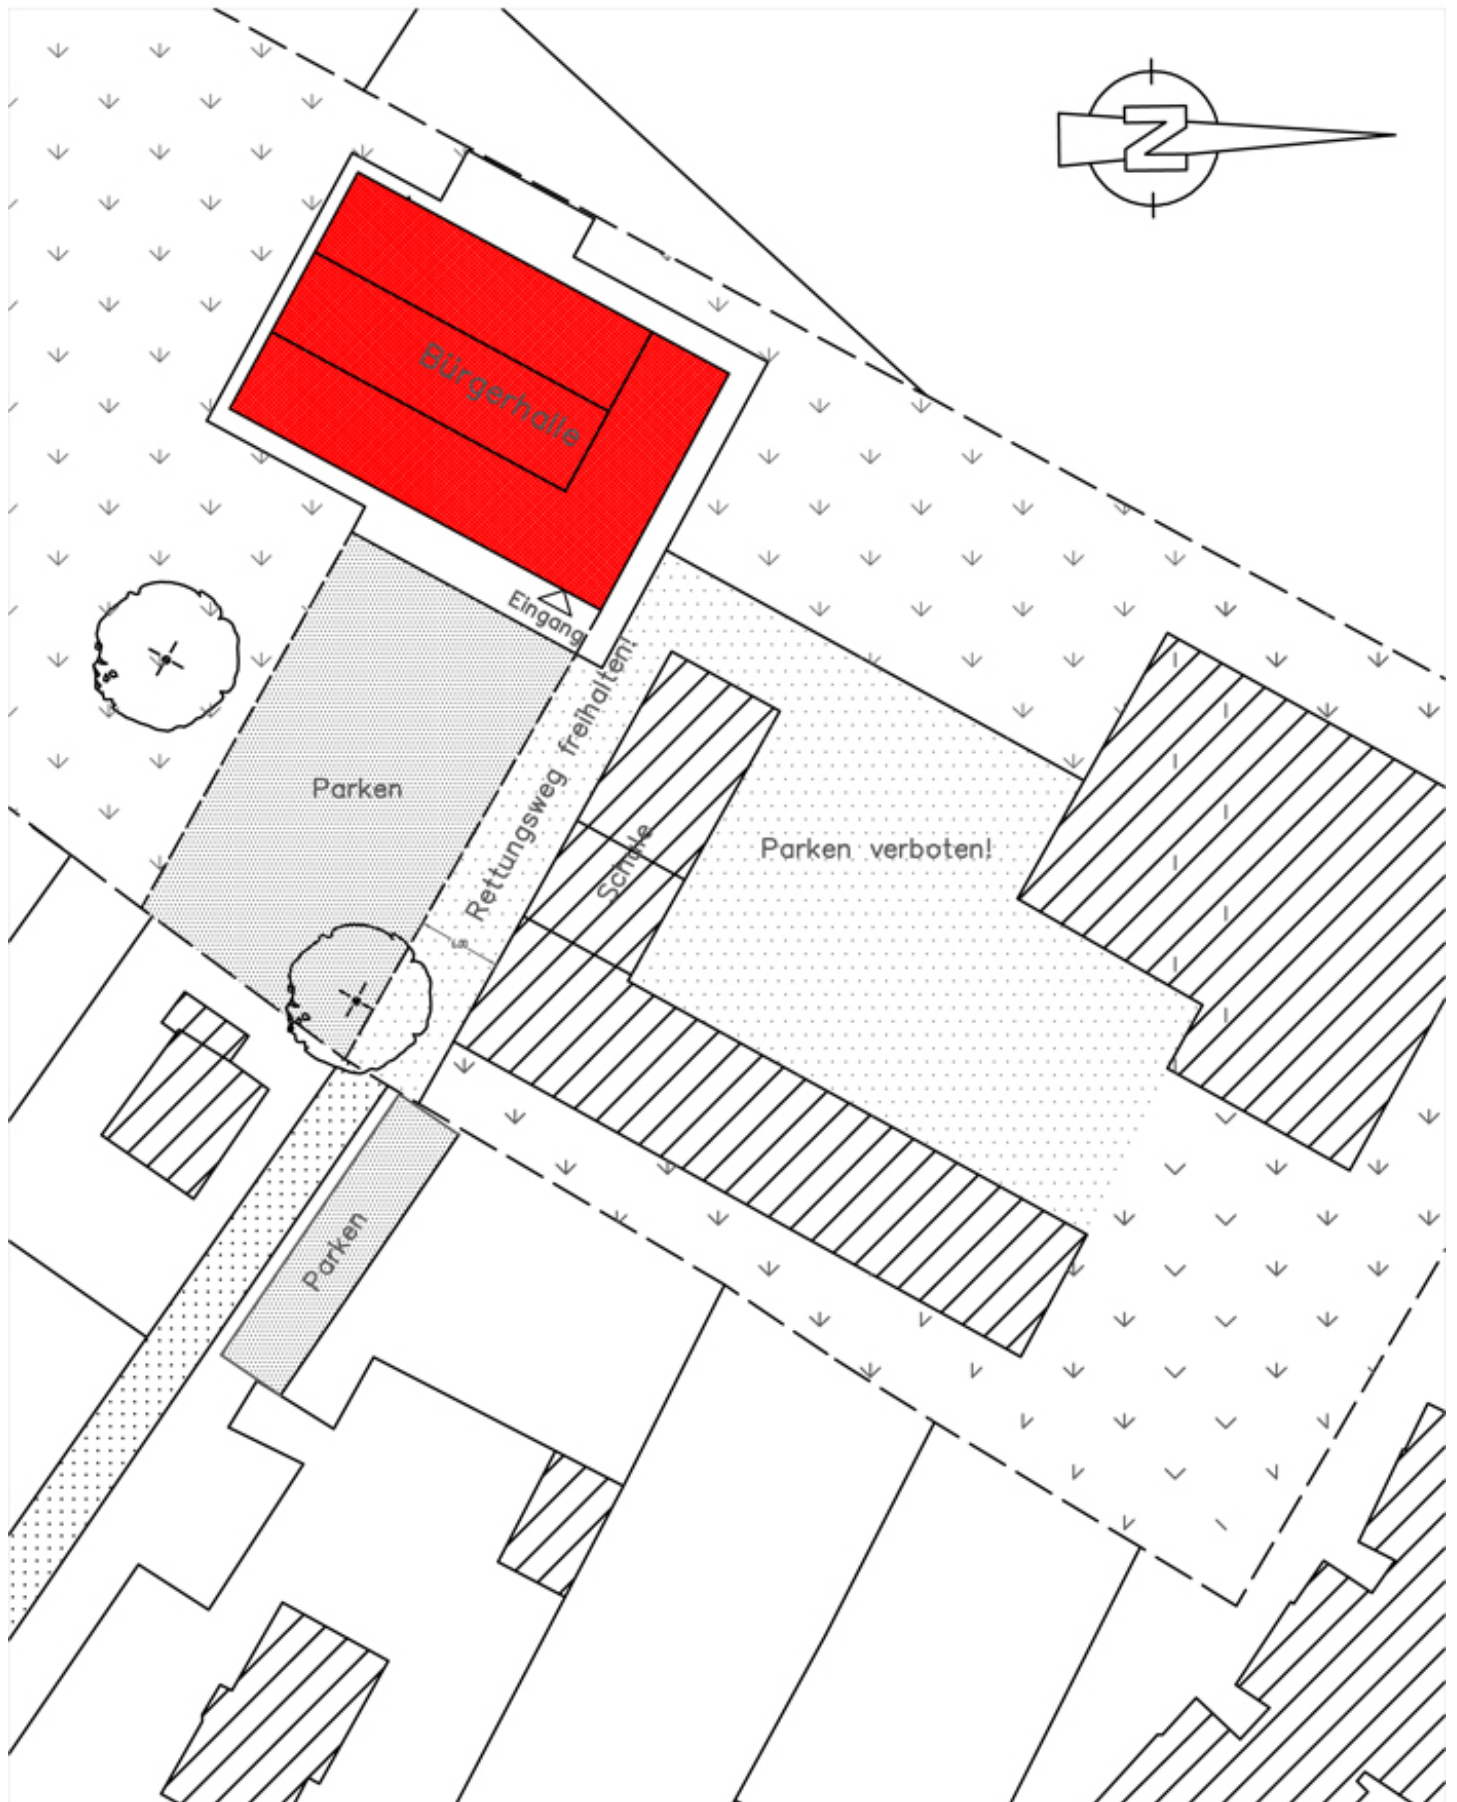 N
Bürgerhalle
Eingang
Rettungsweg freihalten!
Parken
Schule
Parken verboten!
Parken